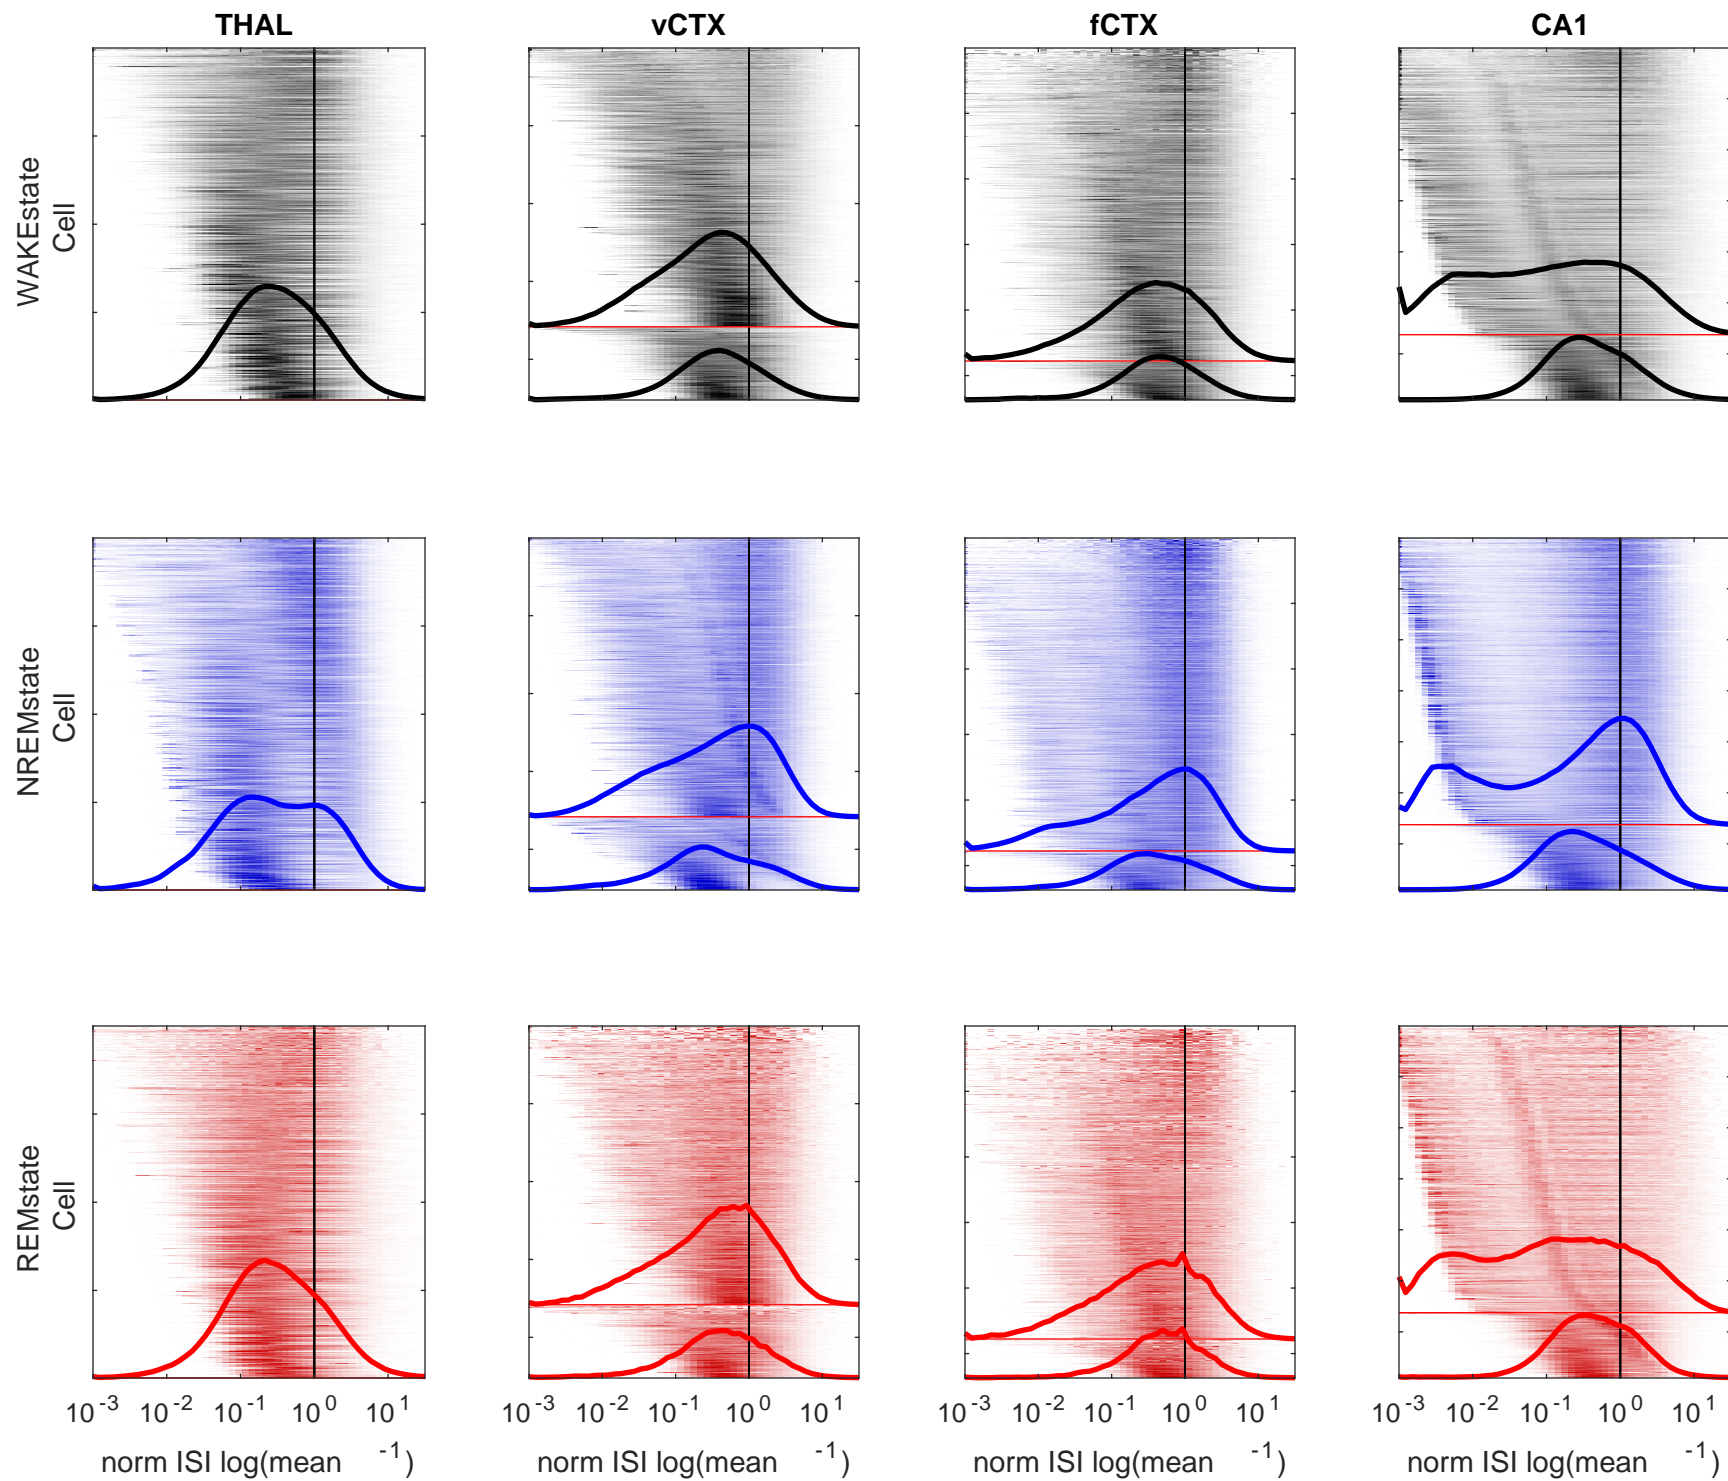 THAL vCTX fCTX CA1
WAKEstate
Cell
NREMstate
Cell
REMstate
Cell
10^-3 10^-2 10^-1 10^0 10^1 10^-3 10^-2 10^-1 10^0 10^1 10^-3 10^-2 10^-1 10^0 10^1 10^-3 10^-2 10^-1 10^0 10^1
norm ISI log(mean^-1) norm ISI log(mean^-1) norm ISI log(mean^-1) norm ISI log(mean^-1)